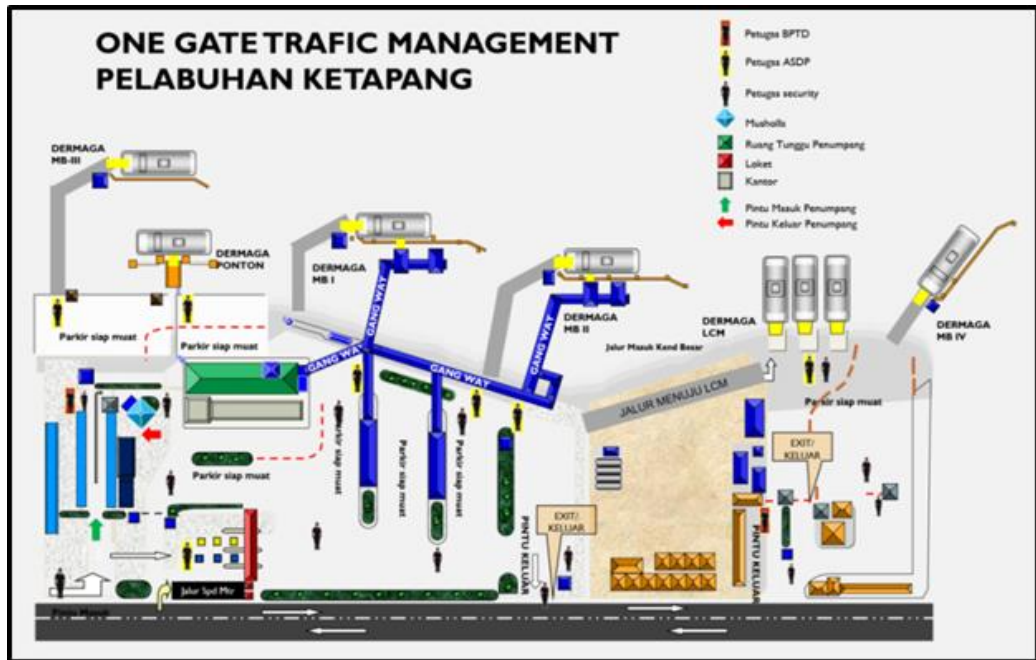 ONE GATE TRAFIC MANAGEMENT
PELABUHAN KETAPANG
Petugas BPTD
Petugas ASDP
Petugas security
Musholla
Ruang Tunggu Penumpang
Loket
Kantor
Pintu Masuk Penumpang
Pintu Keluar Penumpang
DERMAGA
MB-III
DERMAGA
PONTON
DERMAGA
MB I
DERMAGA
MB II
DERMAGA
LCM
DERMAGA
MB IV
GANG WAY
GANG WAY
GANG WAY
GANG WAY
Parkir siap muat
Parkir siap muat
Jalur Masuk Kend Besar
JALUR MENUJU LCM
Parkir siap muat
Parkir siap muat
Parkir siap muat
Parkir siap muat
Parkir siap muat
EXIT/
KELUAR
EXIT/
KELUAR
PINTU KELUAR
PINTU KELUAR
Jalur Spd Mtr
Pintu Masuk